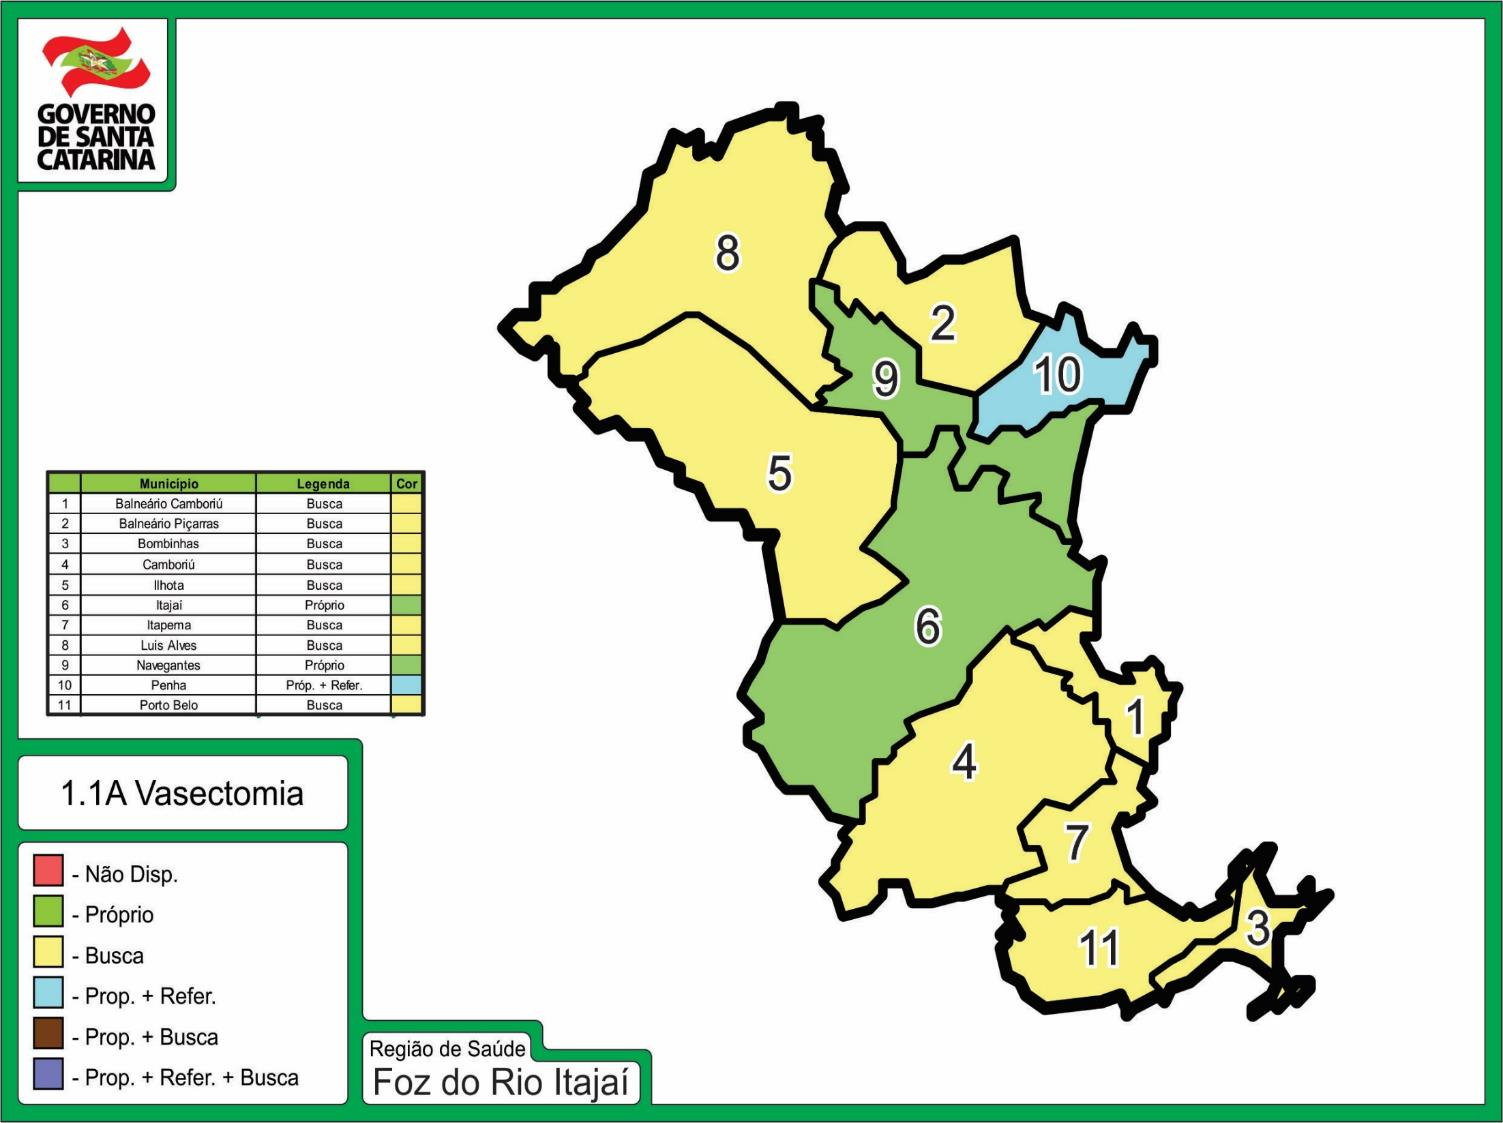 GOVERNO
DE SANTA
CATARINA
8
2
10
9
5
6
1
4
7
3
11
Município Legenda Cor
1 Balneário Camboriú Busca
2 Balneário Piçarras Busca
3 Bombinhas Busca
4 Camboriú Busca
5 Ilhota Busca
6 Itajaí Próprio
7 Itapema Busca
8 Luis Alves Busca
9 Navegantes Próprio
10 Penha Próp. + Refer.
11 Porto Belo Busca
1.1A Vasectomia
- Não Disp.
- Próprio
- Busca
- Prop. + Refer.
- Prop. + Busca
- Prop. + Refer. + Busca
Região de Saúde
Foz do Rio Itajaí